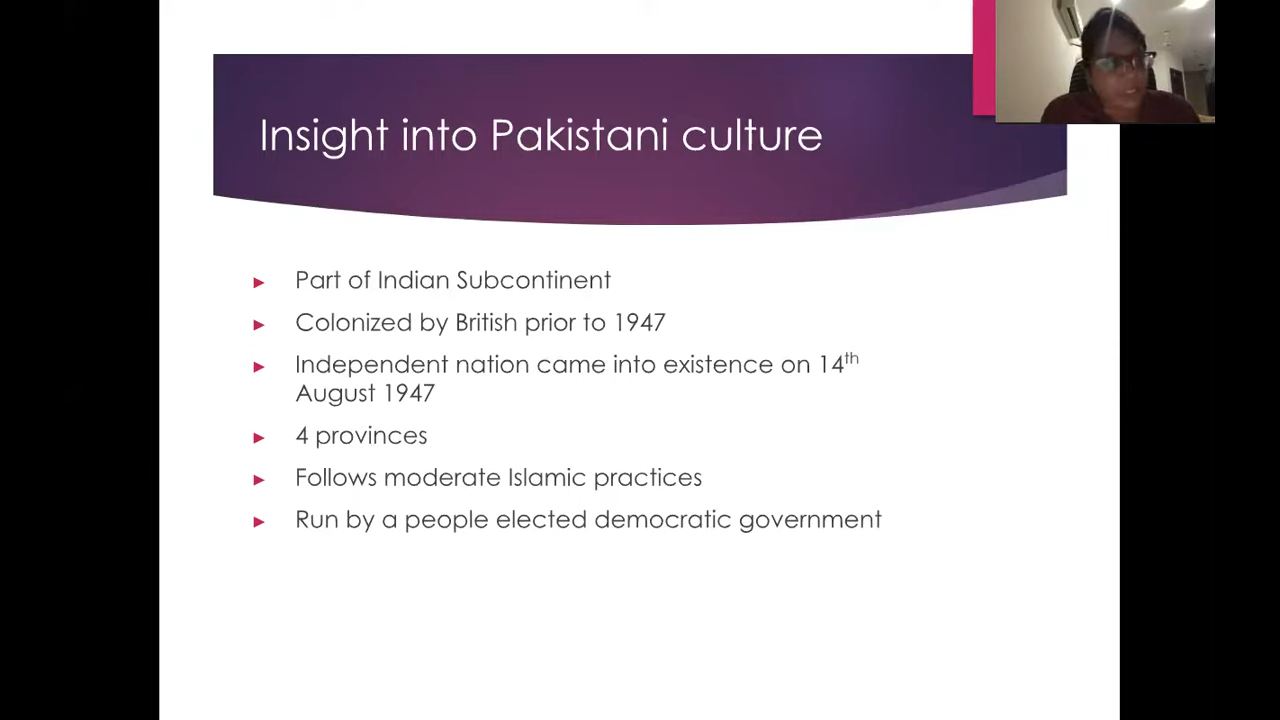 Insight into Pakistani culture
Part of Indian Subcontinent
Colonized by British prior to 1947
Independent nation came into existence on 14th
August 1947
4 provinces
Follows moderate Islamic practices
Run by a people elected democratic government